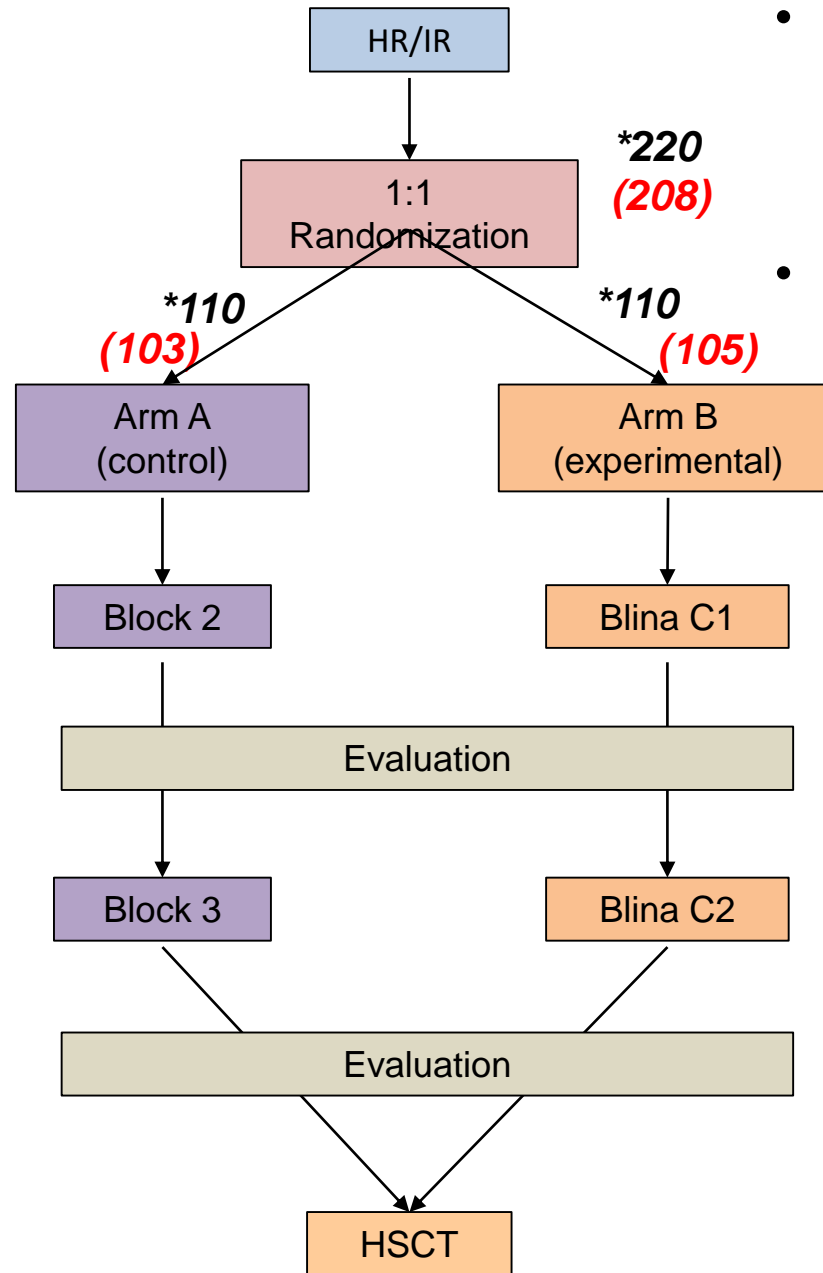 HR/IR
*220
(208)
1:1
Randomization
*110
(103)
*110
(105)
Arm A
(control)
Arm B
(experimental)
Block 2
Blina C1
Evaluation
Block 3
Blina C2
Evaluation
HSCT